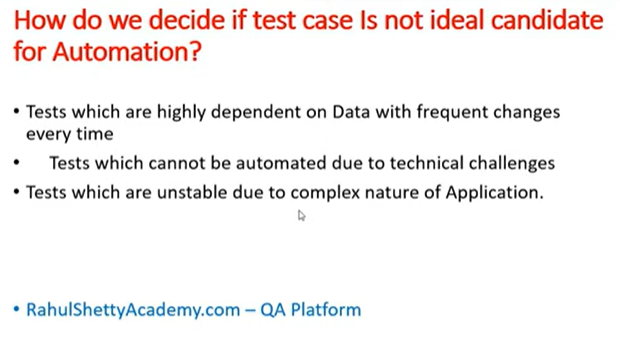 How do we decide if test case Is not ideal candidate
for Automation?
• Tests which are highly dependent on Data with frequent changes
every time
• Tests which cannot be automated due to technical challenges
• Tests which are unstable due to complex nature of Application.
• RahulShettyAcademy.com – QA Platform